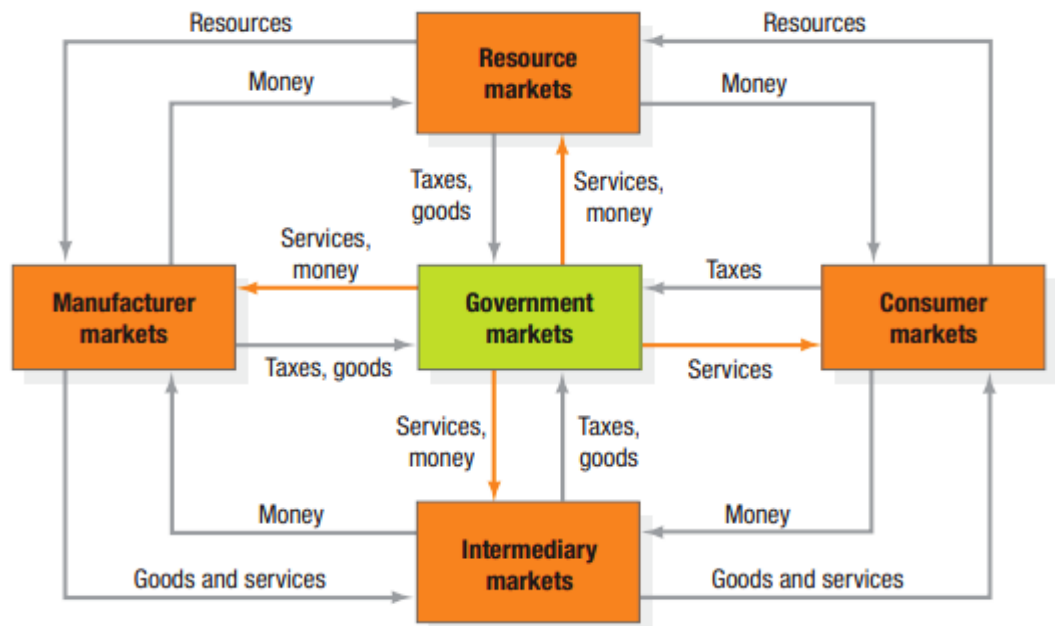 Resources
Resources
Resource
markets
Money
Money
Taxes,
goods
Services,
money
Services,
money
Taxes
Manufacturer
markets
Government
markets
Consumer
markets
Taxes, goods
Services
Services,
money
Taxes,
goods
Money
Money
Intermediary
markets
Goods and services
Goods and services